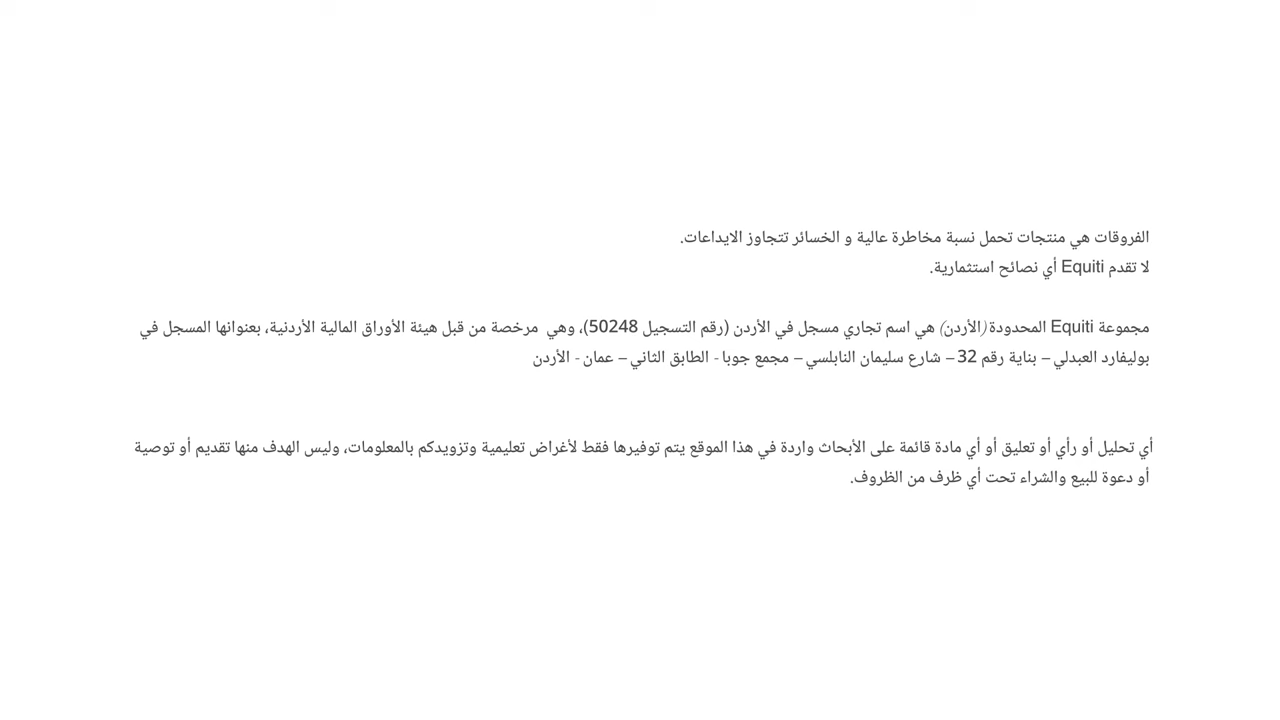 الفروقات هي منتجات تحمل نسبة مخاطرة عالية و الخسائر تتجاوز الايداعات.
لا تقدم Equiti أي نصائح استثمارية.
مجموعة Equiti المحدودة (الأردن) هي اسم تجاري مسجل في الأردن (رقم التسجيل 50248)، وهي مرخصة من قبل هيئة الأوراق المالية الأردنية، بعنوانها المسجل في
بوليفارد العبدلي – بناية رقم 32 – شارع سليمان النابلسي – مجمع جوبا - الطابق الثاني – عمان - الأردن
أي تحليل أو رأي أو تعليق أو أي مادة قائمة على الأبحاث واردة في هذا الموقع يتم توفيرها فقط لأغراض تعليمية وتزويدكم بالمعلومات، وليس الهدف منها تقديم أو توصية
أو دعوة للبيع والشراء تحت أي ظرف من الظروف.